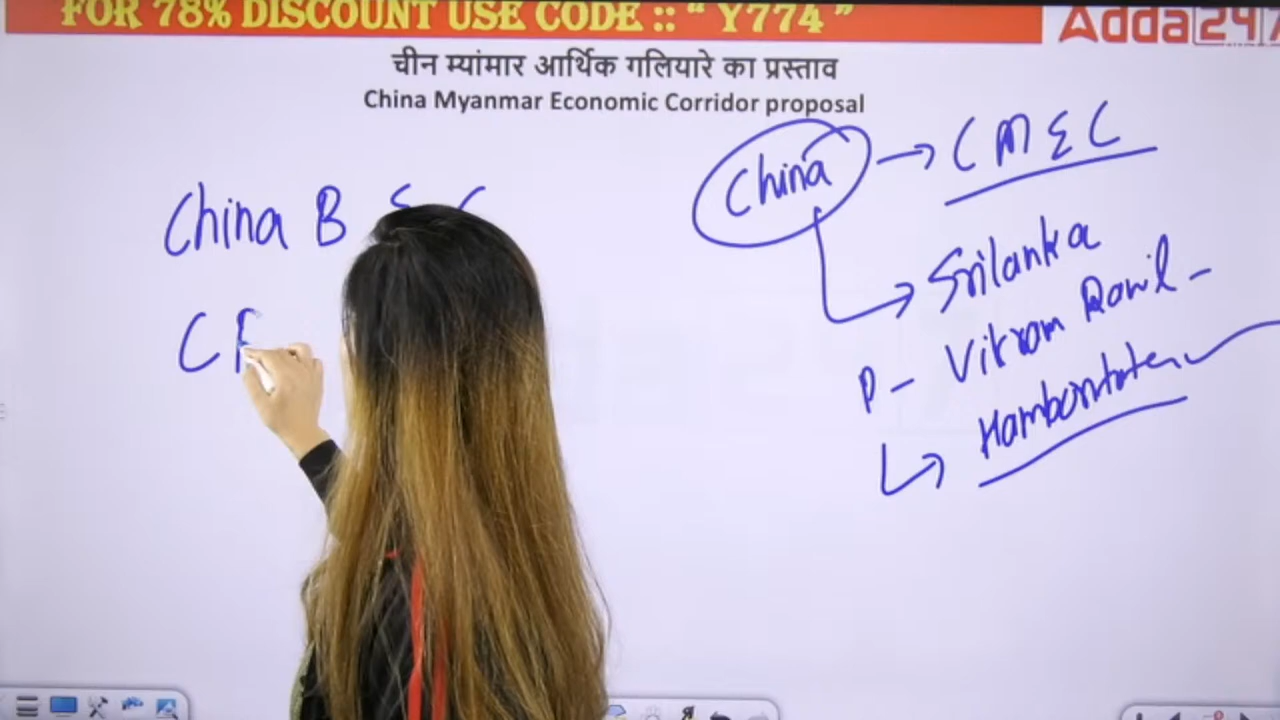 FOR 78% DISCOUNT USE CODE :: “ Y774 ”
Adda247
चीन म्यांमार आर्थिक गलियारे का प्रस्ताव
China Myanmar Economic Corridor proposal
China → CMEC
China B
Srilanka
P - Vikram Ranil -
C